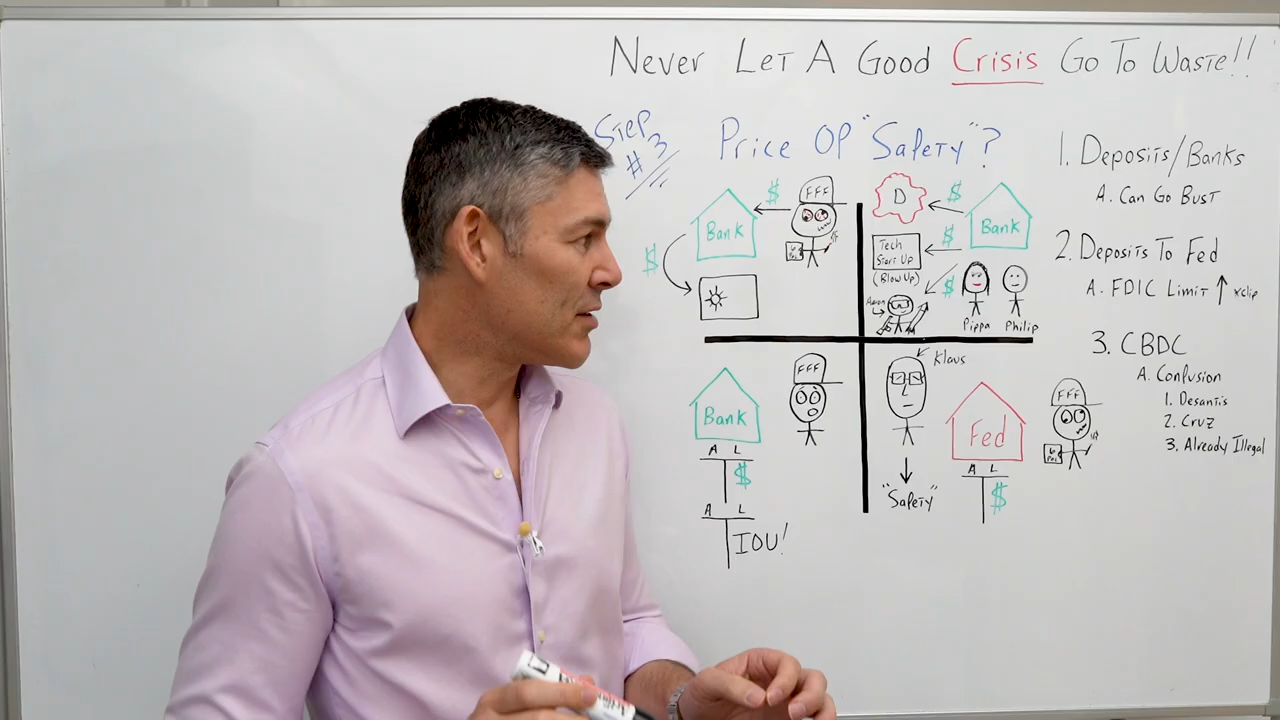 Never Let A Good Crisis Go To Waste!!
Step
#3
Price Of "Safety"?
$
Bank
FFF
$
D
$
Bank
Tech
Start Up
(Blow Up)
$
$
Aaron
Pippa
Philip
Bank
FFF
A L
$
A L
IOU!
Klaus
"Safety"
Fed
A L
$
FFF
1. Deposits/Banks
A. Can Go Bust
2. Deposits To Fed
A. FDIC Limit ↑ *clip
3. CBDC
A. Confusion
1. Desantis
2. Cruz
3. Already Illegal